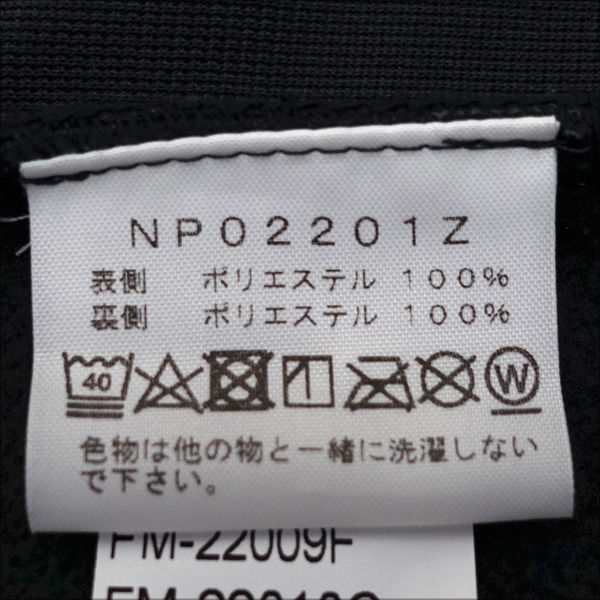 NP02201Z
表側 ポリエステル 100%
裏側 ポリエステル 100%
40 W
色物は他の物と一緒に洗濯しない
で下さい。
FM-22009F